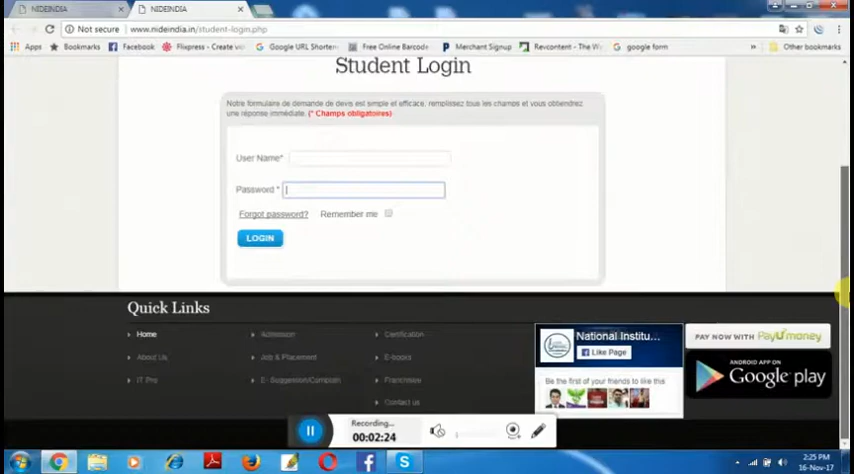 NIDEINDIA
NIDEINDIA
Not secure www.nideindia.in/student-login.php
Apps Bookmarks Facebook Flixpress - Create v Google URL Shorten Free Online Barcode Merchant Signup Revcontent - The W google form Other bookmarks
Student Login
Notre formulaire de demande de devis est simple et efficace, remplissez tous les champs et vous obtiendrez
une réponse immédiate. (* Champs obligatoires)
User Name*
Password *
Forgot password? Remember me
LOGIN
Quick Links
Home Admission Certification
About Us Job & Placement E-books
IT Pro E- Suggestion/Complain Franchisee
Contact us
National Institu...
Like Page
Be the first of your friends to like this
PAY NOW WITH PayUmoney
ANDROID APP ON
Google play
Recording...
00:02:24
2:25 PM
16-Nov-17